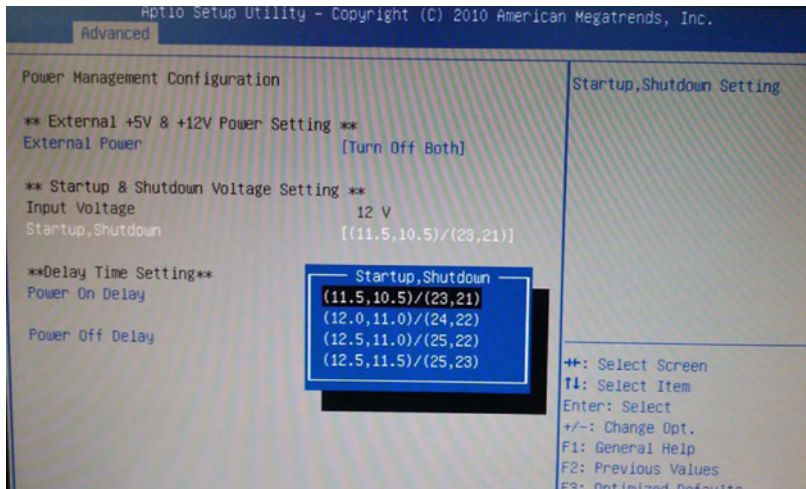 Aptio Setup Utility – Copyright (C) 2010 American Megatrends, Inc.
Advanced
Power Management Configuration
** External +5V & +12V Power Setting **
External Power [Turn Off Both]
** Startup & Shutdown Voltage Setting **
Input Voltage 12 V
Startup,Shutdown [(11.5,10.5)/(23,21)]
**Delay Time Setting**
Power On Delay
Power Off Delay
Startup,Shutdown
(11.5,10.5)/(23,21)
(12.0,11.0)/(24,22)
(12.5,11.0)/(25,22)
(12.5,11.5)/(25,23)
Startup,Shutdown Setting
→←: Select Screen
↑↓: Select Item
Enter: Select
+/-: Change Opt.
F1: General Help
F2: Previous Values
F3: Optimized Defaults